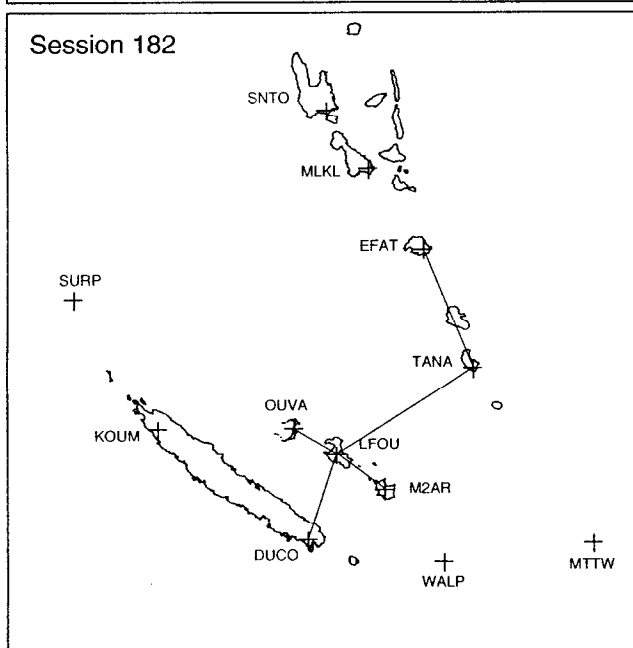 Session 182
SNTO
MLKL
EFAT
SURP
TANA
OUVA
KOUM
LFOU
M2AR
DUCO
WALP
MTTW